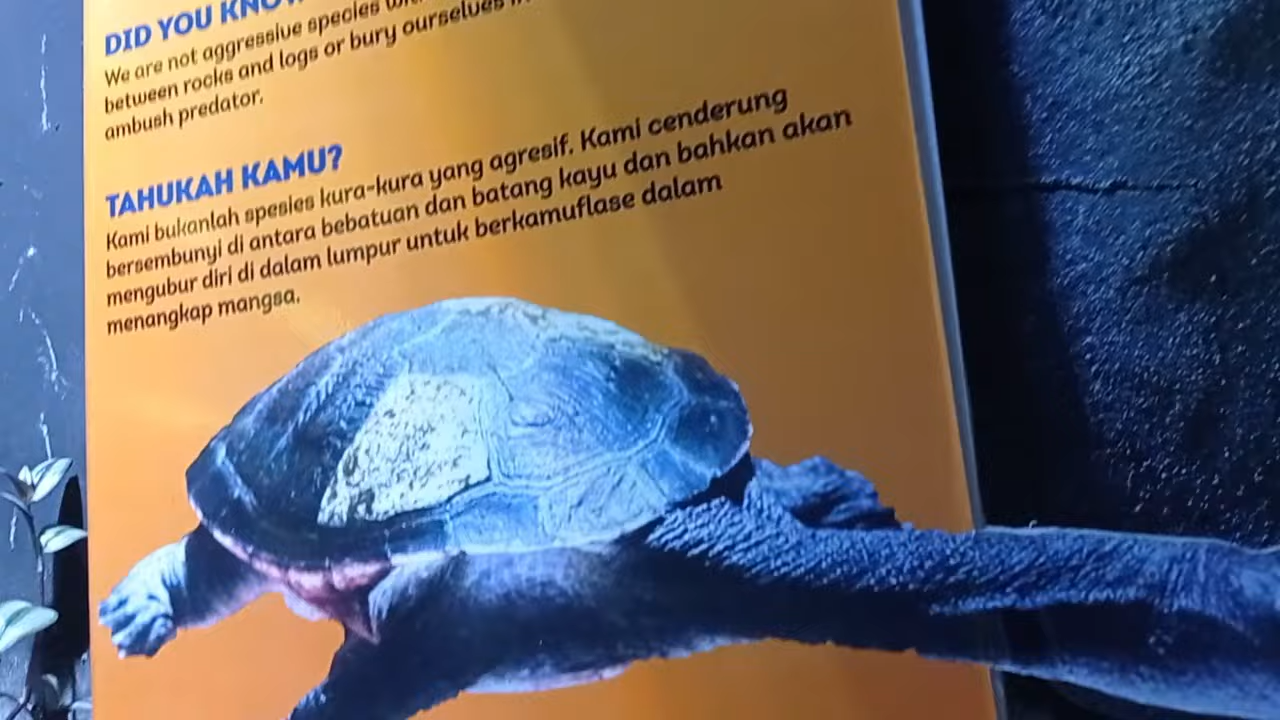 DID YOU
We are not aggressive species
between rocks and logs or bury ourselves
ambush predator.
TAHUKAH KAMU?
Kami bukanlah spesies kura-kura yang agresif. Kami cenderung
bersembunyi di antara bebatuan dan batang kayu dan bahkan akan
mengubur diri di dalam lumpur untuk berkamuflase dalam
menangkap mangsa.